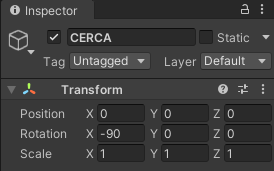 Inspector
CERCA Static
Tag Untagged Layer Default
Transform
Position X 0 Y 0 Z 0
Rotation X -90 Y 0 Z 0
Scale X 1 Y 1 Z 1